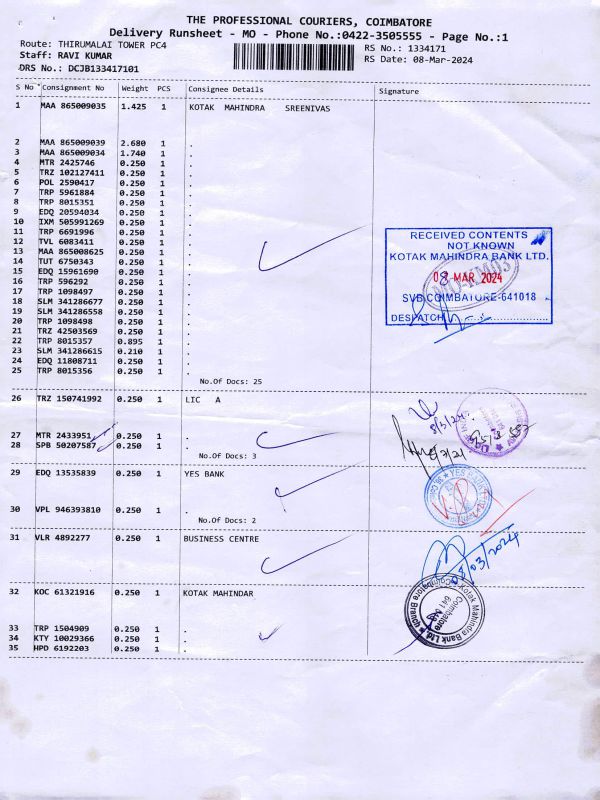 THE PROFESSIONAL COURIERS, COIMBATORE
Delivery Runsheet - MO - Phone No.:0422-3505555 - Page No.:1
Route: THIRUMALAI TOWER PC4
RS No.: 1334171
Staff: RAVI KUMAR
RS Date: 08-Mar-2024
DRS No.: DCJB133417101
S No Consignment No Weight PCS Consignee Details Signature
1 MAA 865009035 1.425 1 KOTAK MAHINDRA SREENIVAS
2 MAA 865009039 2.680 1 .
3 MAA 865009034 1.740 1 .
4 MTR 2425746 0.250 1 .
5 TRZ 102127411 0.250 1 .
6 POL 2590417 0.250 1 .
7 TRP 5961884 0.250 1 .
8 TRP 8015351 0.250 1 .
9 EDQ 20594034 0.250 1 .
10 IXM 505991269 0.250 1 .
11 TRP 6691996 0.250 1 .
12 TVL 6083411 0.250 1 .
13 MAA 865008625 0.250 1 .
14 TUT 6750343 0.250 1 .
15 EDQ 15961690 0.250 1 .
16 TRP 596292 0.250 1 .
17 TRP 1098497 0.250 1 .
18 SLM 341286677 0.250 1 .
19 SLM 341286558 0.250 1 .
20 TRP 1098498 0.250 1 .
21 TRZ 42503569 0.250 1 .
22 TRP 8015357 0.895 1 .
23 SLM 341286615 0.210 1 .
24 EDQ 11808711 0.250 1 .
25 TRP 8015356 0.250 1 .
RECEIVED CONTENTS
NOT KNOWN
KOTAK MAHINDRA BANK LTD.
08 MAR 2024
MO-KM03
SVB COIMBATORE-641018
DESPATCH
No.Of Docs: 25
26 TRZ 150741992 0.250 1 LIC A
27 MTR 2433951 0.250 1 .
28 SPB 50207587 0.250 1 .
No.Of Docs: 3
29 EDQ 13535839 0.250 1 YES BANK
30 VPL 946393810 0.250 1 .
No.Of Docs: 2
YES BANK
31 VLR 4892277 0.250 1 BUSINESS CENTRE
08/03/2024
32 KOC 61321916 0.250 1 KOTAK MAHINDAR
33 TRP 1504909 0.250 1 .
34 KTY 10029366 0.250 1 .
35 HPD 6192203 0.250 1 .
Kotak Mahindra Bank Ltd.
Coimbatore Branch
Coimbatore